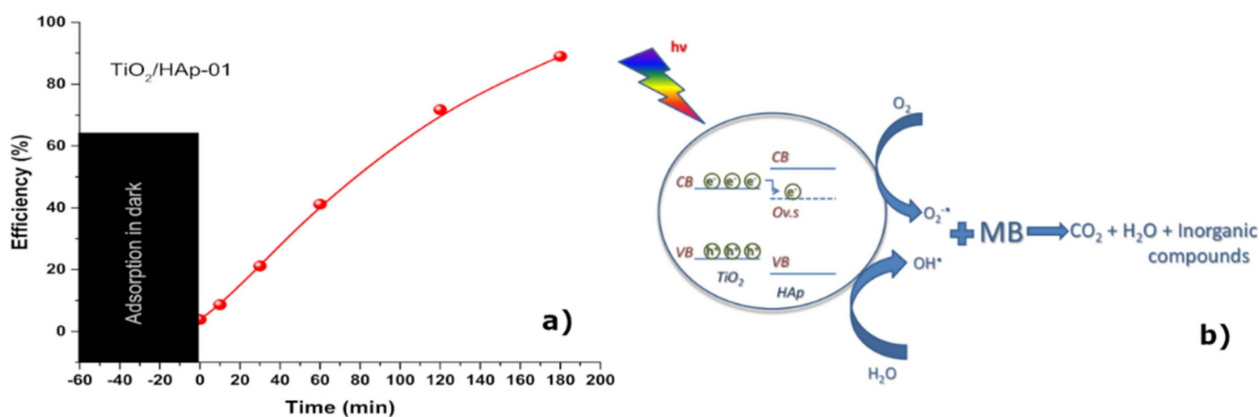 100
80
60
40
20
0
Efficiency (%)
TiO₂/HAp-01
Adsorption in dark
-60 -40 -20 0 20 40 60 80 100 120 140 160 180 200
Time (min)
a)
hν
O₂
CB
CB e⁻ e⁻ e⁻ e⁻
Ov.s
VB h⁺ h⁺ h⁺ VB
TiO₂ HAp
O₂⁻•
+ MB CO₂ + H₂O + Inorganic
compounds
OH•
H₂O
b)